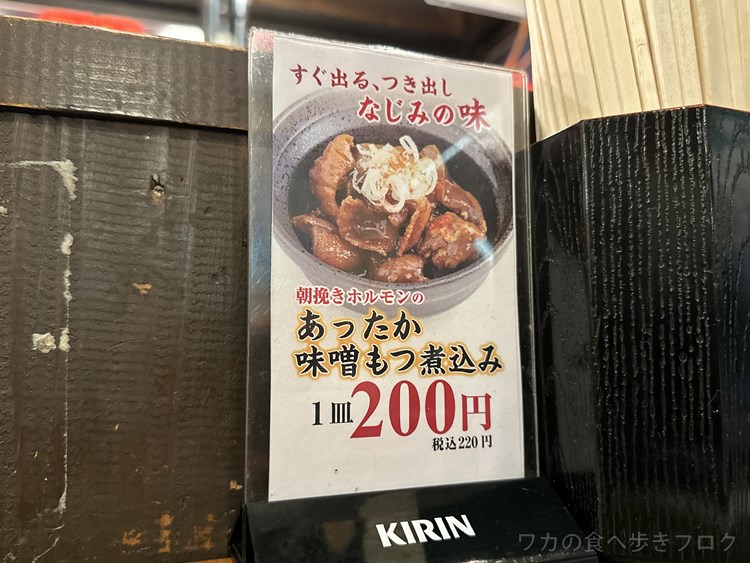 すぐ出る、つき出し
なじみの味
朝挽きホルモンの
あったか
味噌もつ煮込み
1皿200円
税込220円
KIRIN
ワカの食べ歩きブログ